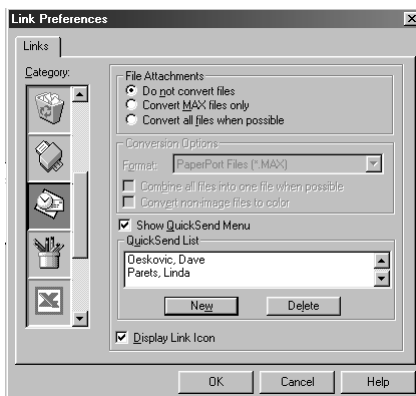 Link Preferences
Links
Category:
File Attachments
Do not convert files
Convert MAX files only
Convert all files when possible
Conversion Options
Format:
PaperPort Files (*.MAX)
Combine all files into one file when possible
Convert non-image files to color
Show QuickSend Menu
QuickSend List
Oeskovic, Dave
Parets, Linda
New
Delete
Display Link Icon
OK
Cancel
Help